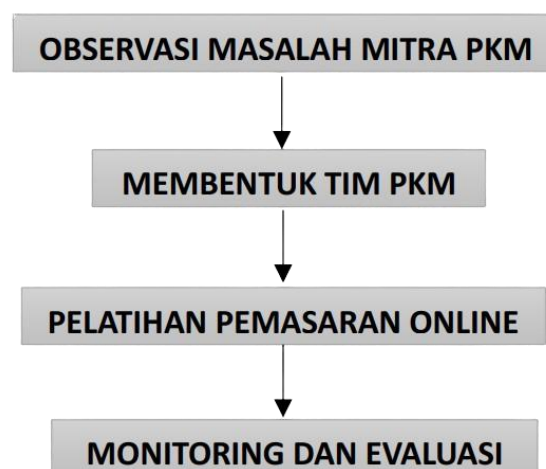 OBSERVASI MASALAH MITRA PKM
MEMBENTUK TIM PKM
PELATIHAN PEMASARAN ONLINE
MONITORING DAN EVALUASI